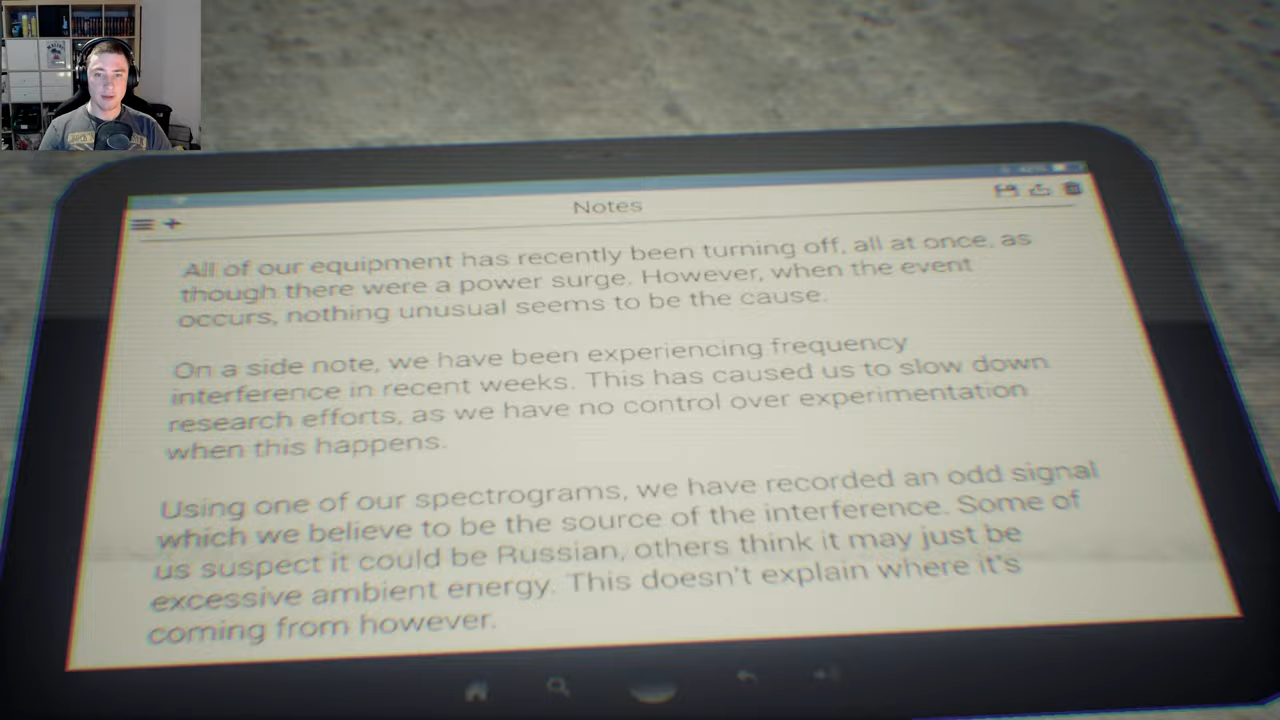 Notes
All of our equipment has recently been turning off, all at once, as
though there were a power surge. However, when the event
occurs, nothing unusual seems to be the cause.
On a side note, we have been experiencing frequency
interference in recent weeks. This has caused us to slow down
research efforts, as we have no control over experimentation
when this happens.
Using one of our spectrograms, we have recorded an odd signal
which we believe to be the source of the interference. Some of
us suspect it could be Russian, others think it may just be
excessive ambient energy. This doesn't explain where it's
coming from however.